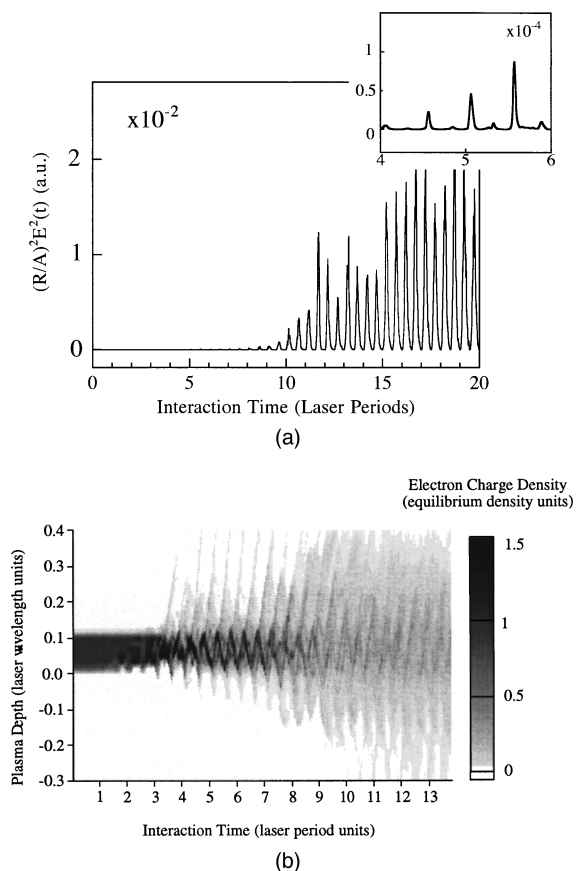 x10-4
1
0.5
0
4 5 6
x10-2
2
1
0
(R/A)2E2(t) (a.u.)
0 5 10 15 20
Interaction Time (Laser Periods)
(a)
Electron Charge Density
(equilibrium density units)
1.5
1
0.5
0
0.4
0.3
0.2
0.1
0.0
-0.1
-0.2
-0.3
Plasma Depth (laser wvelength units)
1 2 3 4 5 6 7 8 9 10 11 12 13
Interaction Time (laser period units)
(b)